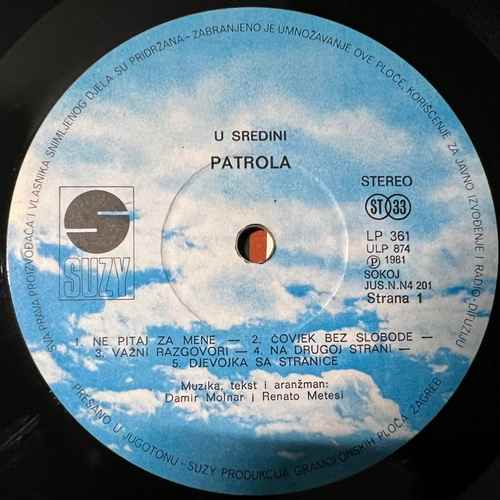 SVA PRAVA PROIZVOĐAČA I VLASNIKA SNIMLJENOG DJELA SU PRIDRŽANA - ZABRANJENO JE UMNOŽAVANJE OVE PLOČE, KORIŠĆENJE ZA JAVNO IZVOĐENJE I RADIO-DIFUZIJU
U SREDINI
PATROLA
STEREO
ST 33
LP 361
ULP 874
℗ 1981
SOKOJ
JUS.N.N4 201
Strana 1
S
SUZY
1. NE PITAJ ZA MENE — 2. ČOVJEK BEZ SLOBODE —
3. VAŽNI RAZGOVORI — 4. NA DRUGOJ STRANI —
5. DJEVOJKA SA STRANICE
Muzika, tekst i aranžman:
Damir Molnar i Renato Metesi
PRESANO U JUGOTONU - SUZY PRODUKCIJA GRAMOFONSKIH PLOČA ZAGREB